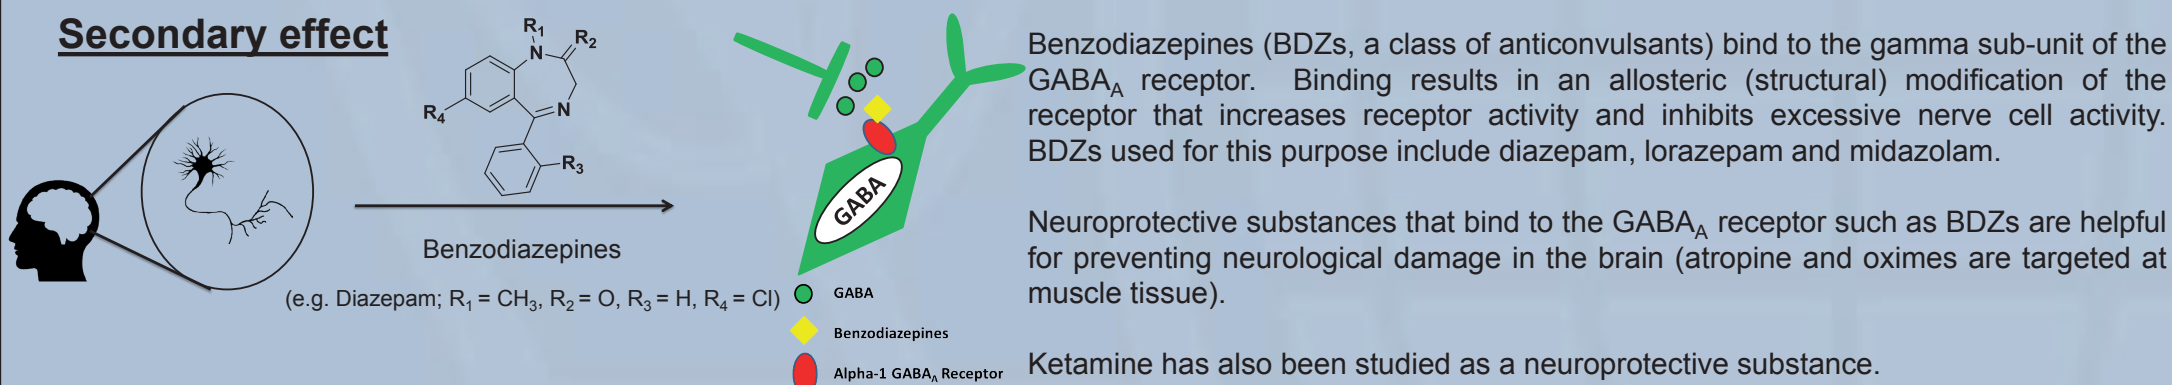 Secondary effect
R₁
N
R₂
R₄
N
R₃
Benzodiazepines
(e.g. Diazepam; R₁ = CH₃, R₂ = O, R₃ = H, R₄ = Cl)
GABA
GABA
Benzodiazepines
Alpha-1 GABAₐ Receptor
Benzodiazepines (BDZs, a class of anticonvulsants) bind to the gamma sub-unit of the
GABAₐ receptor. Binding results in an allosteric (structural) modification of the
receptor that increases receptor activity and inhibits excessive nerve cell activity.
BDZs used for this purpose include diazepam, lorazepam and midazolam.
Neuroprotective substances that bind to the GABAₐ receptor such as BDZs are helpful
for preventing neurological damage in the brain (atropine and oximes are targeted at
muscle tissue).
Ketamine has also been studied as a neuroprotective substance.